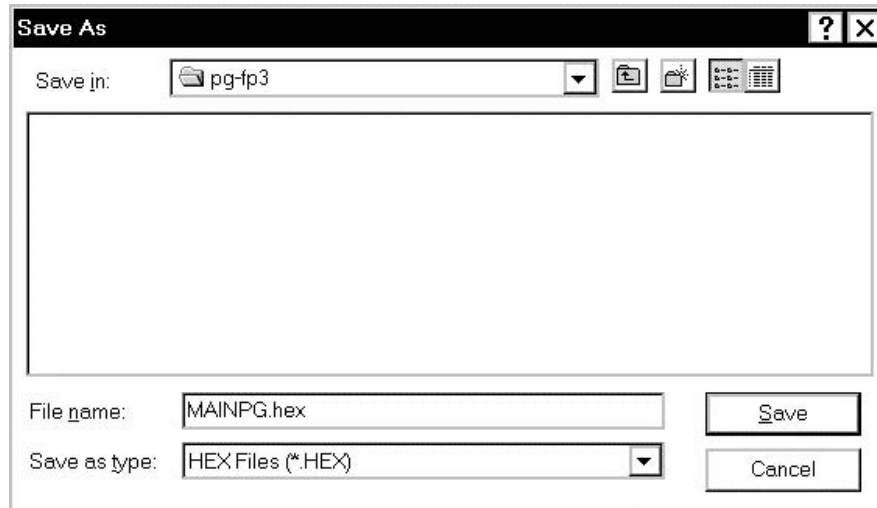 Save As
Save in: pg-fp3
File name: MAINPG.hex
Save
Save as type: HEX Files (*.HEX)
Cancel